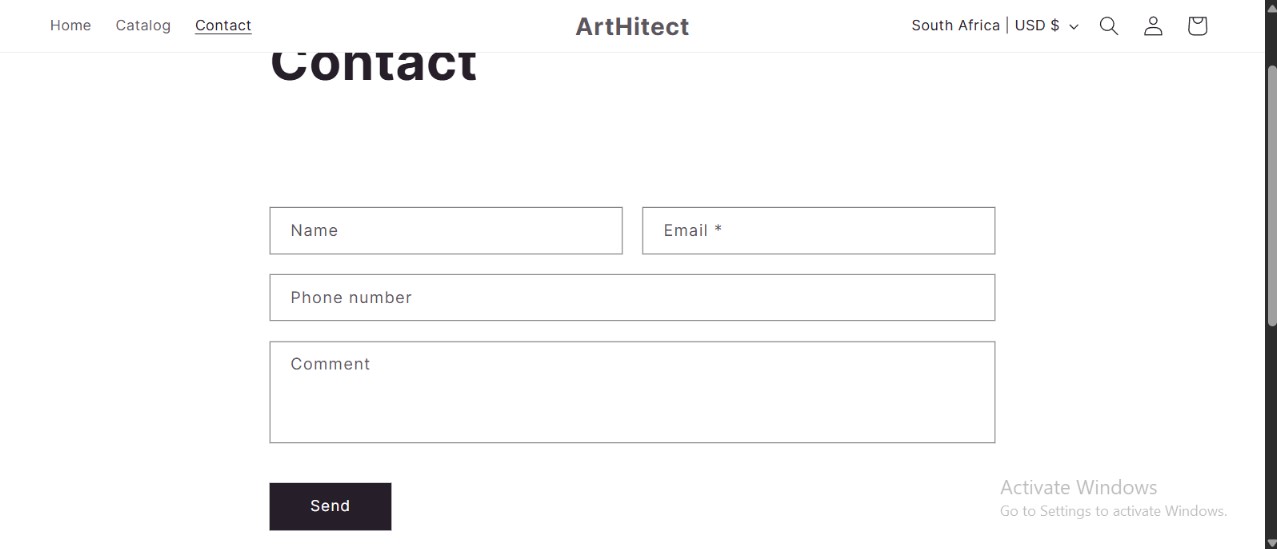 Home Catalog Contact ArtHitect South Africa | USD $
Contact
Name Email *
Phone number
Comment
Send
Activate Windows
Go to Settings to activate Windows.